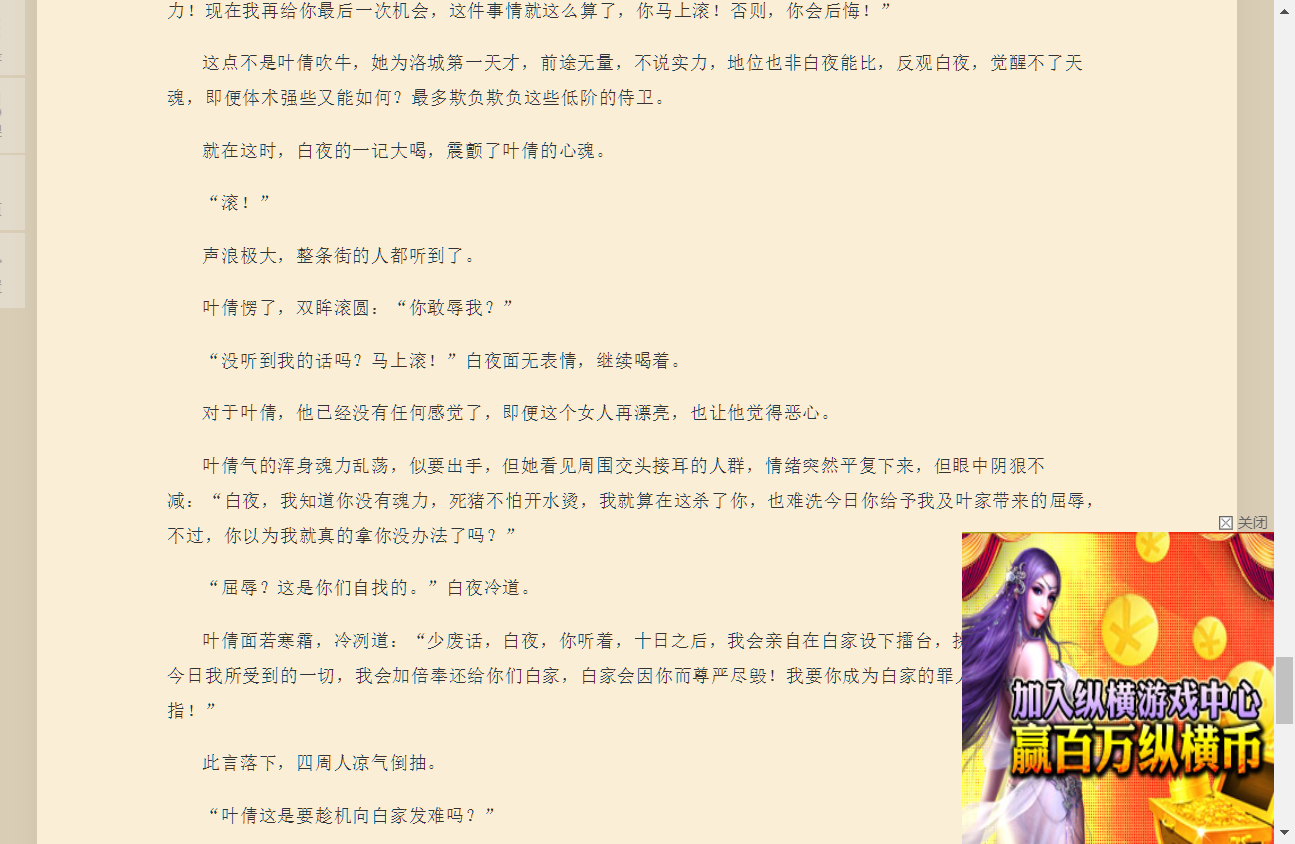 力！现在我再给你最后一次机会，这件事情就这么算了，你马上滚！否则，你会后悔！”
这点不是叶倩吹牛，她为洛城第一天才，前途无量，不说实力，地位也非白夜能比，反观白夜，觉醒不了天
魂，即便体术强些又能如何？最多欺负欺负这些低阶的侍卫。
就在这时，白夜的一记大喝，震颤了叶倩的心魂。
“滚！”
声浪极大，整条街的人都听到了。
叶倩愣了，双眸滚圆：“你敢辱我？”
“没听到我的话吗？马上滚！”白夜面无表情，继续喝着。
对于叶倩，他已经没有任何感觉了，即便这个女人再漂亮，也让他觉得恶心。
叶倩气的浑身魂力乱荡，似要出手，但她看见周围交头接耳的人群，情绪突然平复下来，但眼中阴狠不
减：“白夜，我知道你没有魂力，死猪不怕开水烫，我就算在这杀了你，也难洗今日你给予我及叶家带来的屈辱，
不过，你以为我就真的拿你没办法了吗？”
关闭
“屈辱？这是你们自找的。”白夜冷道。
叶倩面若寒霜，冷冽道：“少废话，白夜，你听着，十日之后，我会亲自在白家设下擂台，
今日我所受到的一切，我会加倍奉还给你们白家，白家会因你而尊严尽毁！我要你成为白家的罪
指！”
加入纵横游戏中心
赢百万纵横币
此言落下，四周人凉气倒抽。
“叶倩这是要趁机向白家发难吗？”